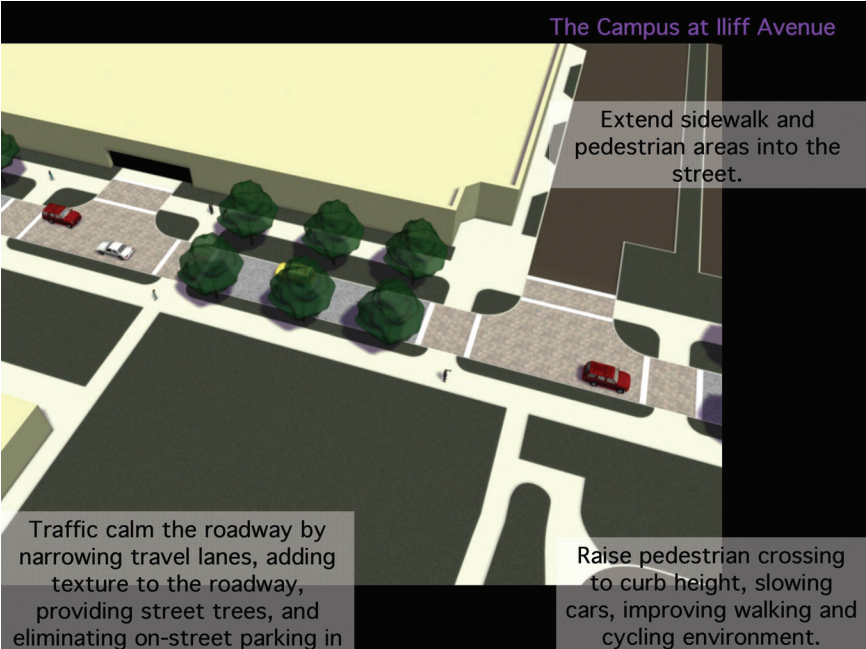 The Campus at Iliff Avenue
Extend sidewalk and
pedestrian areas into the
street.
Traffic calm the roadway by
narrowing travel lanes, adding
texture to the roadway,
providing street trees, and
eliminating on-street parking in
Raise pedestrian crossing
to curb height, slowing
cars, improving walking and
cycling environment.